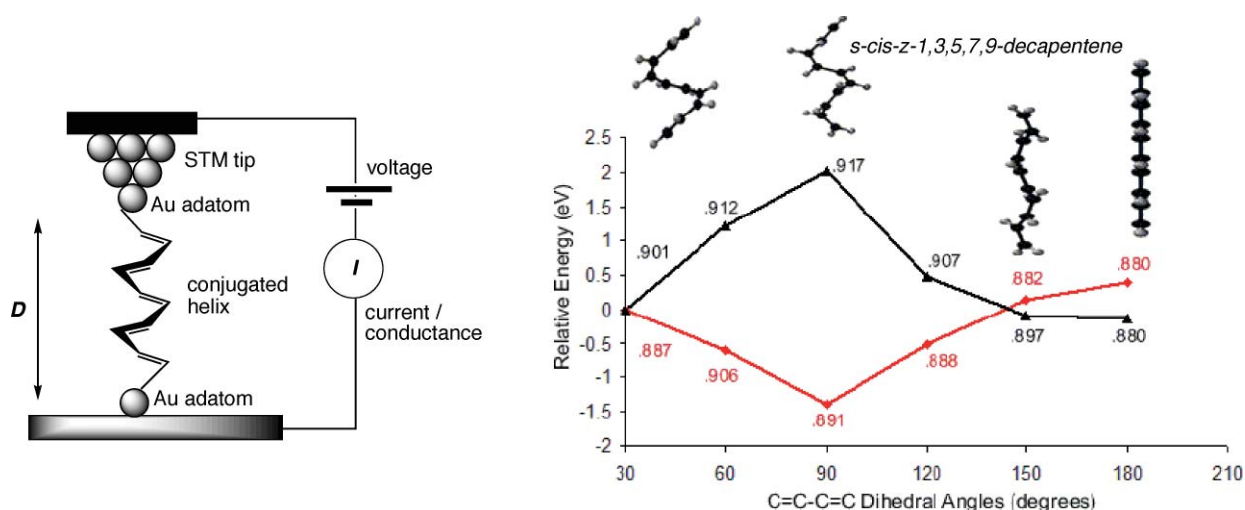 STM tip
Au adatom
D
conjugated
helix
Au adatom
voltage
I
current /
conductance
s-cis-z-1,3,5,7,9-decapentene
Relative Energy (eV)
2.5
2
1.5
1
0.5
0
-0.5
-1
-1.5
-2
.901
.912
.917
.907
.897
.880
.887
.906
.891
.888
.882
.880
30
60
90
120
150
180
210
C=C-C=C Dihedral Angles (degrees)